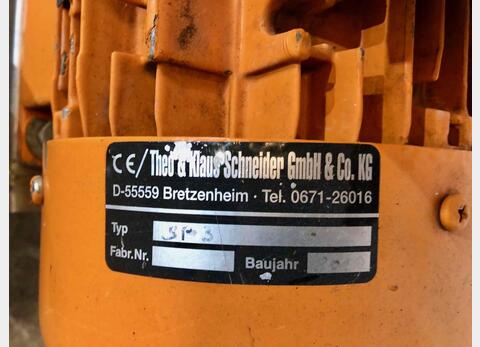 CE/ Theo & Klaus Schneider GmbH & Co. KG
D-55559 Bretzenheim · Tel. 0671-26016
Typ
Fabr.Nr. Baujahr